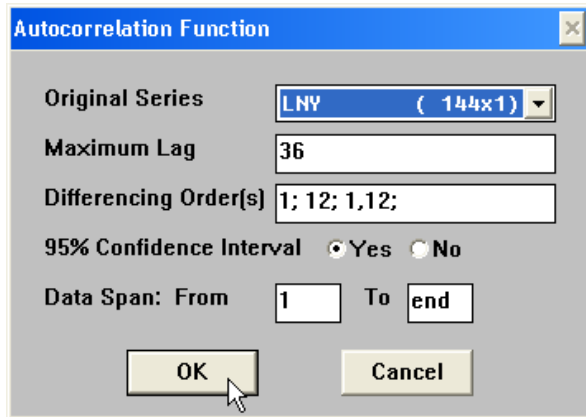 Autocorrelation Function
Original Series LNY ( 144x1)
Maximum Lag 36
Differencing Order(s) 1; 12; 1,12;
95% Confidence Interval Yes No
Data Span: From 1 To end
OK Cancel